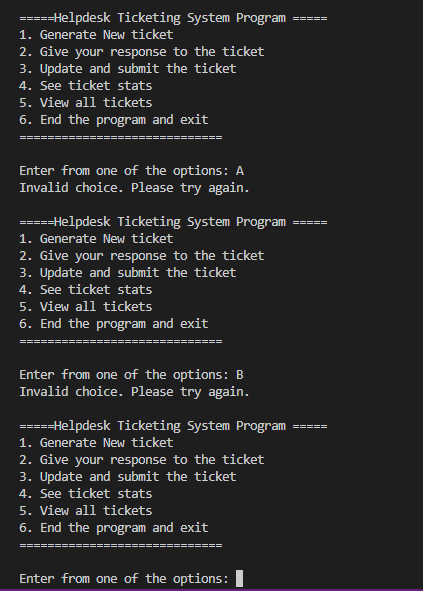 =====Helpdesk Ticketing System Program =====
1. Generate New ticket
2. Give your response to the ticket
3. Update and submit the ticket
4. See ticket stats
5. View all tickets
6. End the program and exit
=============================
Enter from one of the options: A
Invalid choice. Please try again.
=====Helpdesk Ticketing System Program =====
1. Generate New ticket
2. Give your response to the ticket
3. Update and submit the ticket
4. See ticket stats
5. View all tickets
6. End the program and exit
=============================
Enter from one of the options: B
Invalid choice. Please try again.
=====Helpdesk Ticketing System Program =====
1. Generate New ticket
2. Give your response to the ticket
3. Update and submit the ticket
4. See ticket stats
5. View all tickets
6. End the program and exit
=============================
Enter from one of the options: